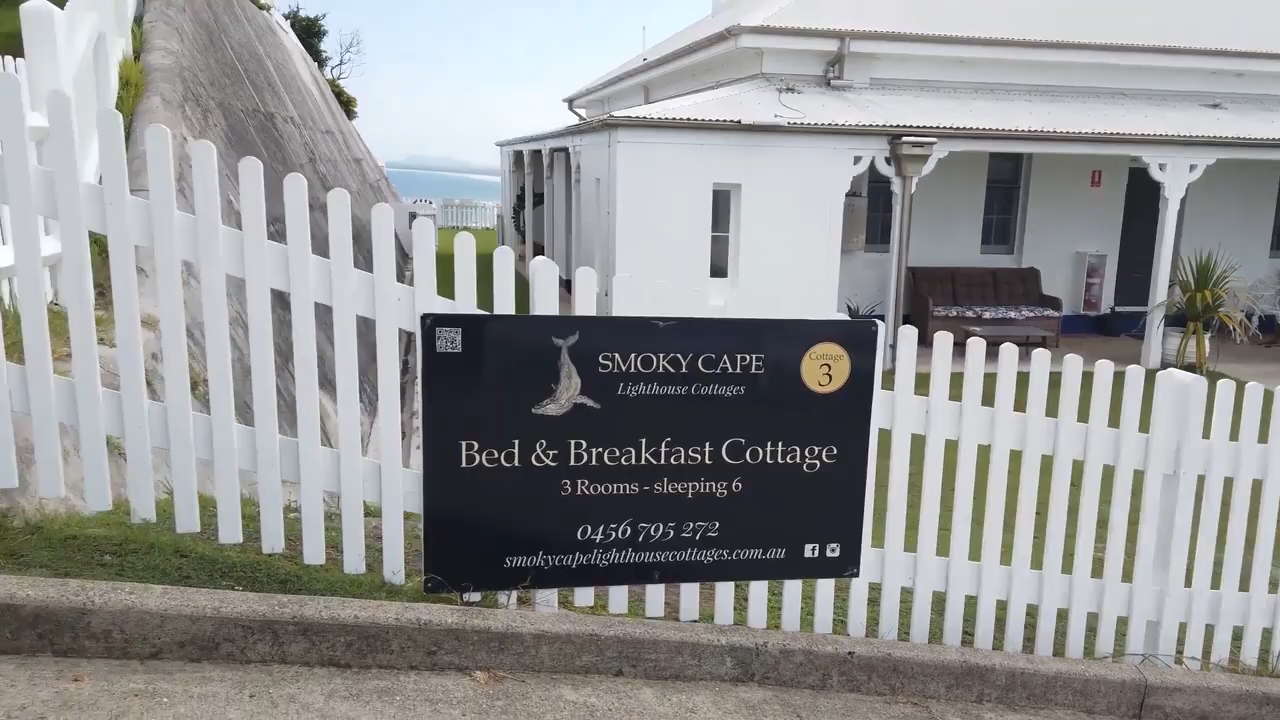 SMOKY CAPE
Lighthouse Cottages
Cottage
3
Bed & Breakfast Cottage
3 Rooms - sleeping 6
0456 795 272
smokycapelighthousecottages.com.au